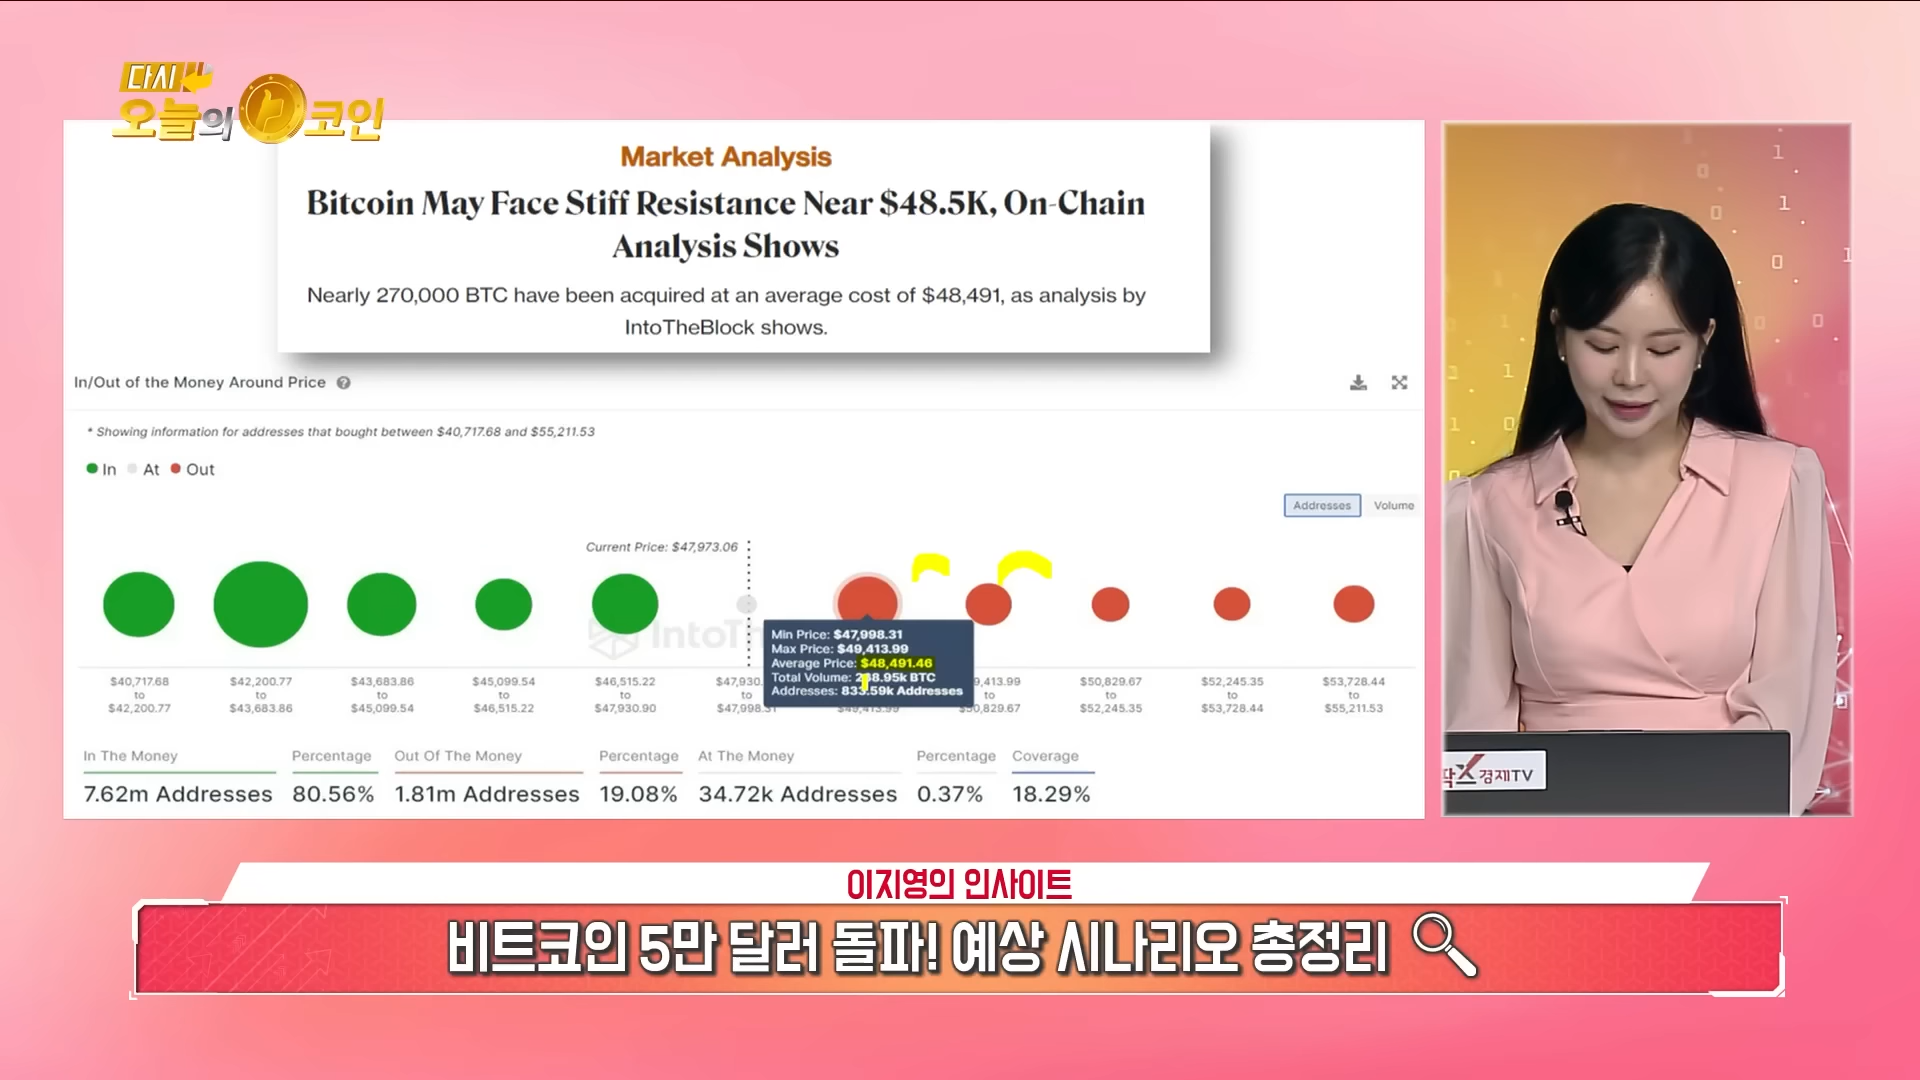 다시
오늘의 코인
Market Analysis
Bitcoin May Face Stiff Resistance Near $48.5K, On-Chain
Analysis Shows
Nearly 270,000 BTC have been acquired at an average cost of $48,491, as analysis by
IntoTheBlock shows.
In/Out of the Money Around Price ?
* Showing information for addresses that bought between $40,717.68 and $55,211.53
In At Out
Addresses Volume
Current Price: $47,973.06
Min Price: $47,998.31
Max Price: $49,413.99
Average Price: $48,491.46
Total Volume: BTC
Addresses: Addresses
$40,717.68 $42,200.77 $43,683.86 $45,099.54 $46,515.22 $50,829.67 $52,245.35 $53,728.44
to to to to to to to to to to
$42,200.77 $43,683.86 $45,099.54 $46,515.22 $47,930.90 $52,245.35 $53,728.44 $55,211.53
In The Money Percentage Out Of The Money Percentage At The Money Percentage Coverage
7.62m Addresses 80.56% 1.81m Addresses 19.08% 34.72k Addresses 0.37% 18.29%
경제TV
이지영의 인사이트
비트코인 5만 달러 돌파! 예상 시나리오 총정리